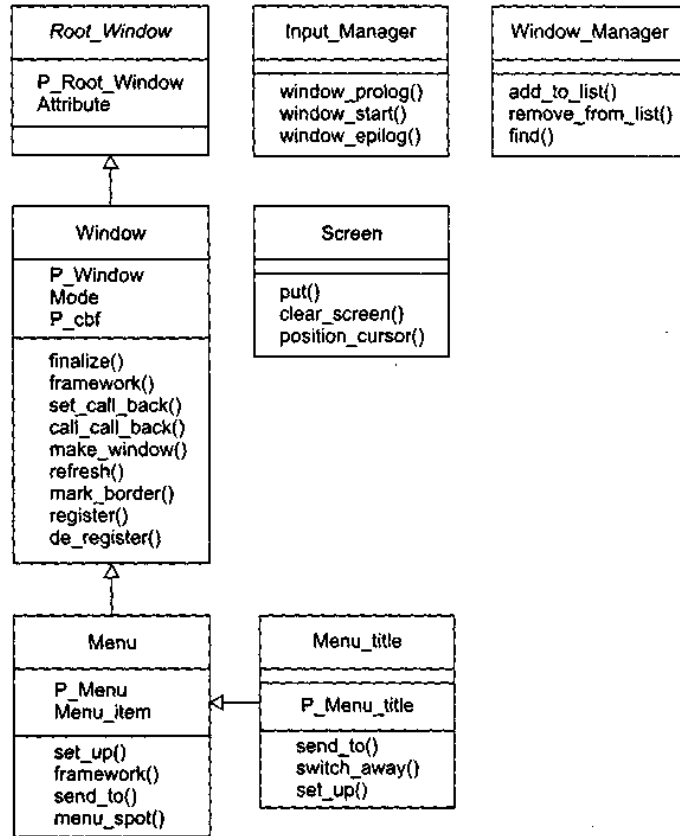 Root_Window
P_Root_Window
Attribute
Input_Manager
window_prolog()
window_start()
window_epilog()
Window_Manager
add_to_list()
remove_from_list()
find()
Window
P_Window
Mode
P_cbf
finalize()
framework()
set_call_back()
call_call_back()
make_window()
refresh()
mark_border()
register()
de_register()
Screen
put()
clear_screen()
position_cursor()
Menu
P_Menu
Menu_item
set_up()
framework()
send_to()
menu_spot()
Menu_title
P_Menu_title
send_to()
switch_away()
set_up()